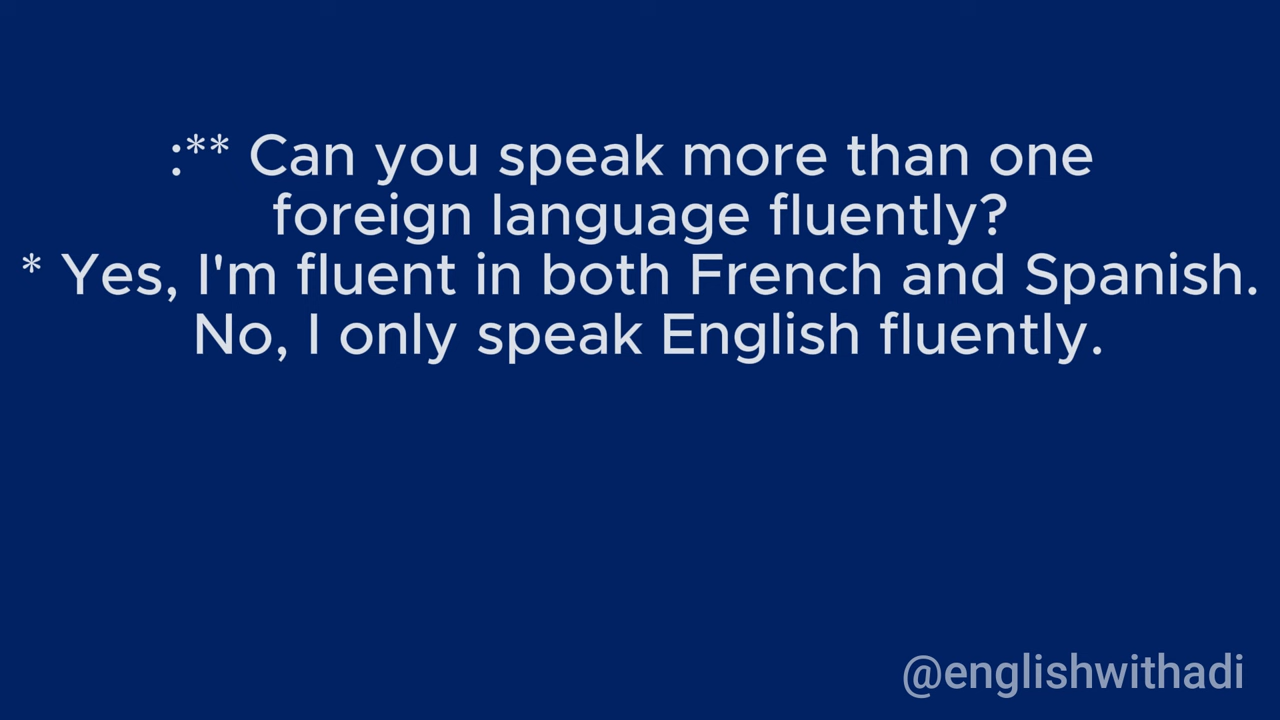 :** Can you speak more than one
foreign language fluently?
* Yes, I'm fluent in both French and Spanish.
No, I only speak English fluently.
@englishwithadi